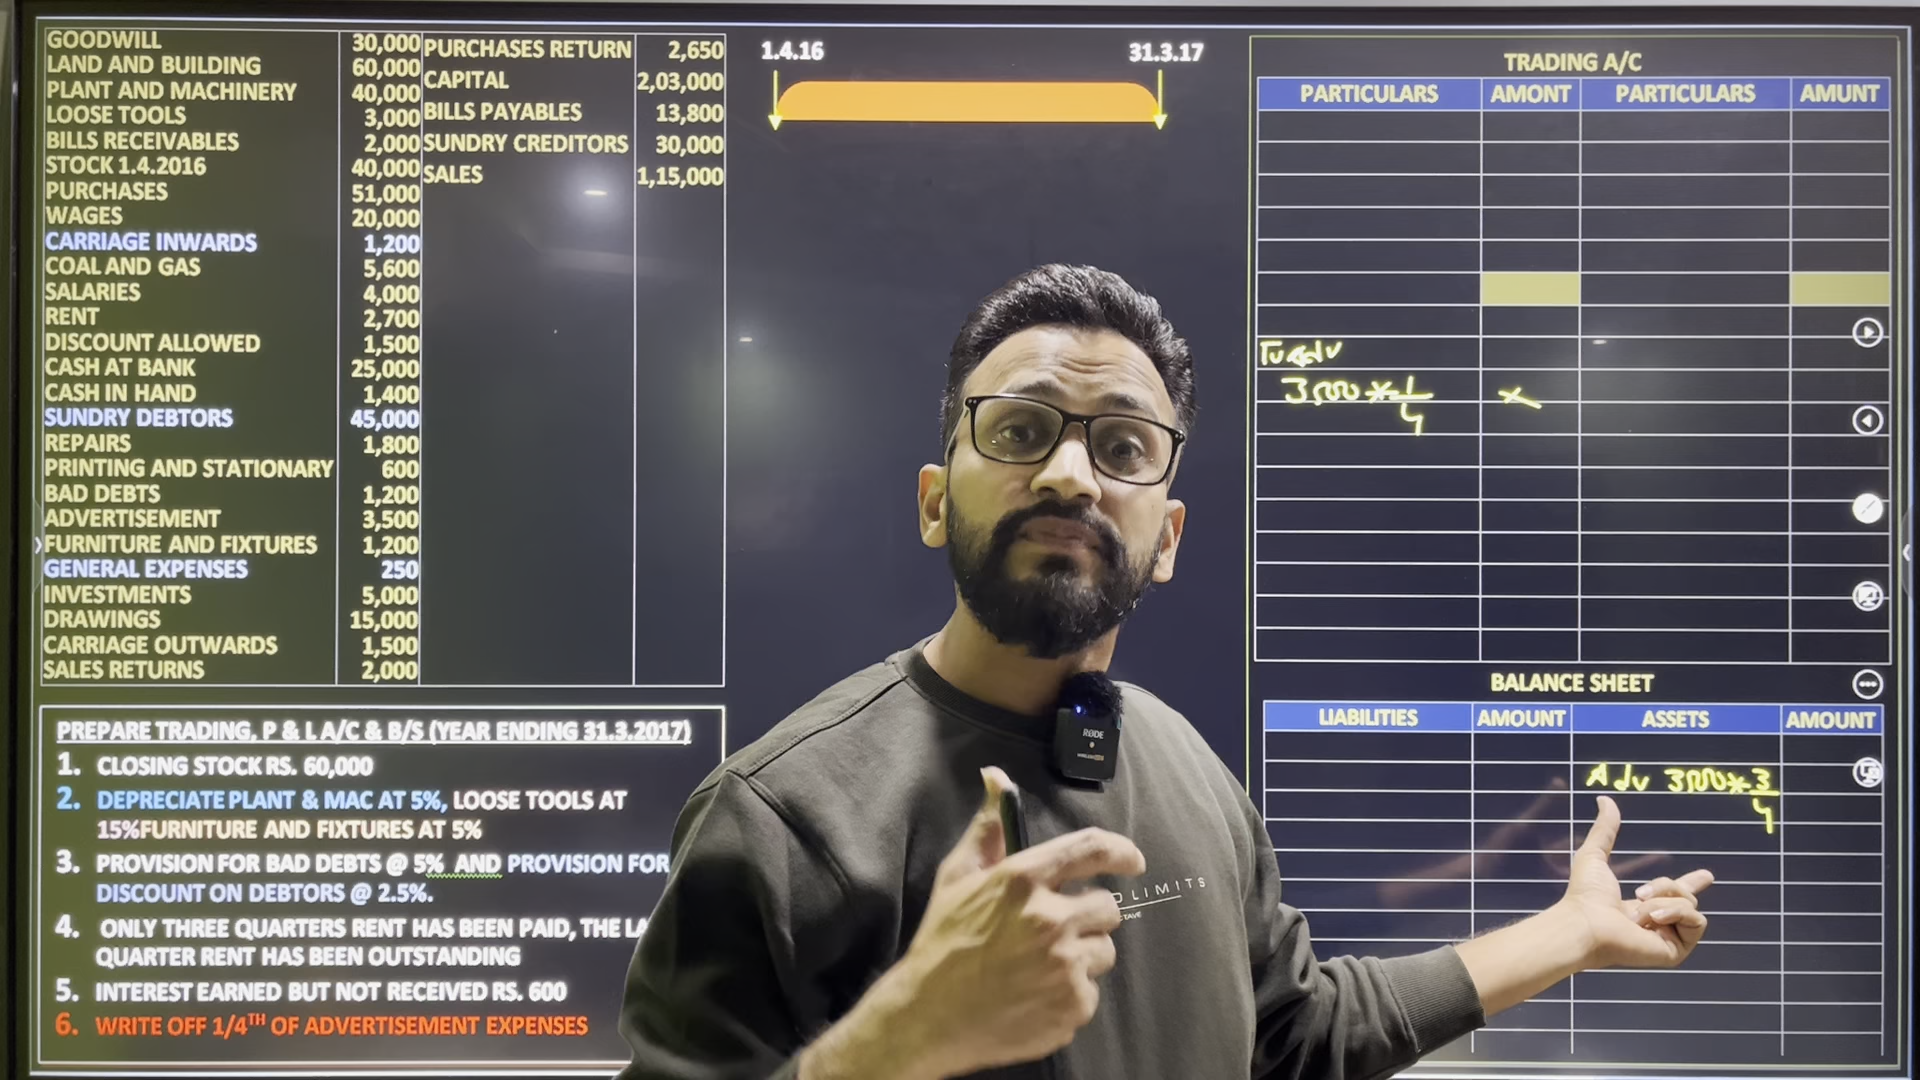 GOODWILL 30,000 PURCHASES RETURN 2,650
LAND AND BUILDING 60,000 CAPITAL 2,03,000
PLANT AND MACHINERY 40,000 BILLS PAYABLES 13,800
LOOSE TOOLS 3,000 SUNDRY CREDITORS 30,000
BILLS RECEIVABLES 2,000 SALES 1,15,000
STOCK 1.4.2016 40,000
PURCHASES 51,000
WAGES 20,000
CARRIAGE INWARDS 1,200
COAL AND GAS 5,600
SALARIES 4,000
RENT 2,700
DISCOUNT ALLOWED 1,500
CASH AT BANK 25,000
CASH IN HAND 1,400
SUNDRY DEBTORS 45,000
REPAIRS 1,800
PRINTING AND STATIONARY 600
BAD DEBTS 1,200
ADVERTISEMENT 3,500
FURNITURE AND FIXTURES 1,200
GENERAL EXPENSES 250
INVESTMENTS 5,000
DRAWINGS 15,000
CARRIAGE OUTWARDS 1,500
SALES RETURNS 2,000
PREPARE TRADING, P & L A/C & B/S (YEAR ENDING 31.3.2017)
1. CLOSING STOCK RS. 60,000
2. DEPRECIATE PLANT & MAC AT 5%, LOOSE TOOLS AT
15%FURNITURE AND FIXTURES AT 5%
3. PROVISION FOR BAD DEBTS @ 5% AND PROVISION FOR
DISCOUNT ON DEBTORS @ 2.5%.
4. ONLY THREE QUARTERS RENT HAS BEEN PAID, THE LA
QUARTER RENT HAS BEEN OUTSTANDING
5. INTEREST EARNED BUT NOT RECEIVED RS. 600
6. WRITE OFF 1/4TH OF ADVERTISEMENT EXPENSES
1.4.16 31.3.17
TRADING A/C
PARTICULARS AMONT PARTICULARS AMUNT
3500*1/4 x
BALANCE SHEET
LIABILITIES AMOUNT ASSETS AMOUNT
Adv 3500*3/4
RØDE
D LIMITS
CTAVE